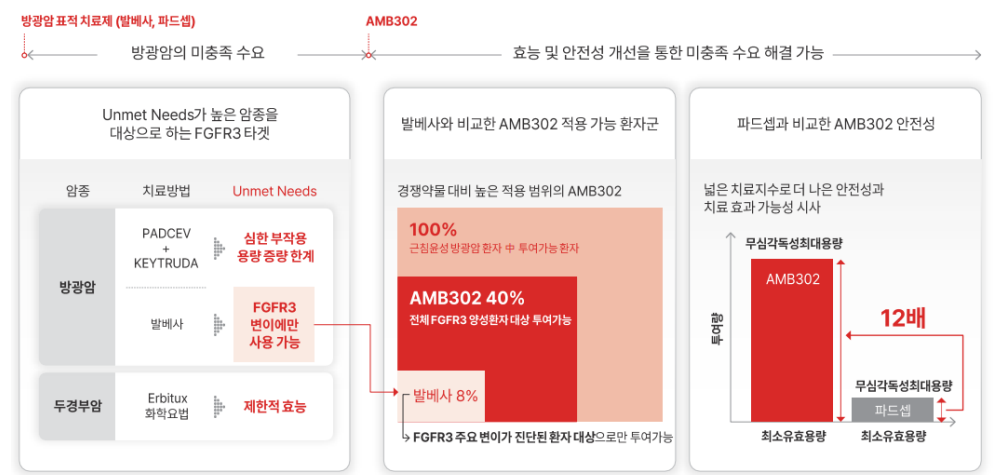 방광암 표적 치료제 (발베사, 파드셉)
AMB302
방광암의 미충족 수요
효능 및 안전성 개선을 통한 미충족 수요 해결 가능
Unmet Needs가 높은 암종을
대상으로 하는 FGFR3 타겟
암종
치료방법
Unmet Needs
방광암
PADCEV
+
KEYTRUDA
심한 부작용
용량 증량 한계
발베사
FGFR3
변이에만
사용 가능
두경부암
Erbitux
화학요법
제한적 효능
발베사와 비교한 AMB302 적용 가능 환자군
경쟁약물 대비 높은 적용 범위의 AMB302
100%
근침윤성 방광암 환자 中 투여가능 환자
AMB302 40%
전체 FGFR3 양성환자 대상 투여가능
발베사 8%
FGFR3 주요 변이가 진단된 환자 대상으로만 투여가능
파드셉과 비교한 AMB302 안전성
넓은 치료지수로 더 나은 안전성과
치료 효과 가능성 시사
무심각독성최대용량
AMB302
투여량
12배
무심각독성최대용량
파드셉
최소유효용량
최소유효용량